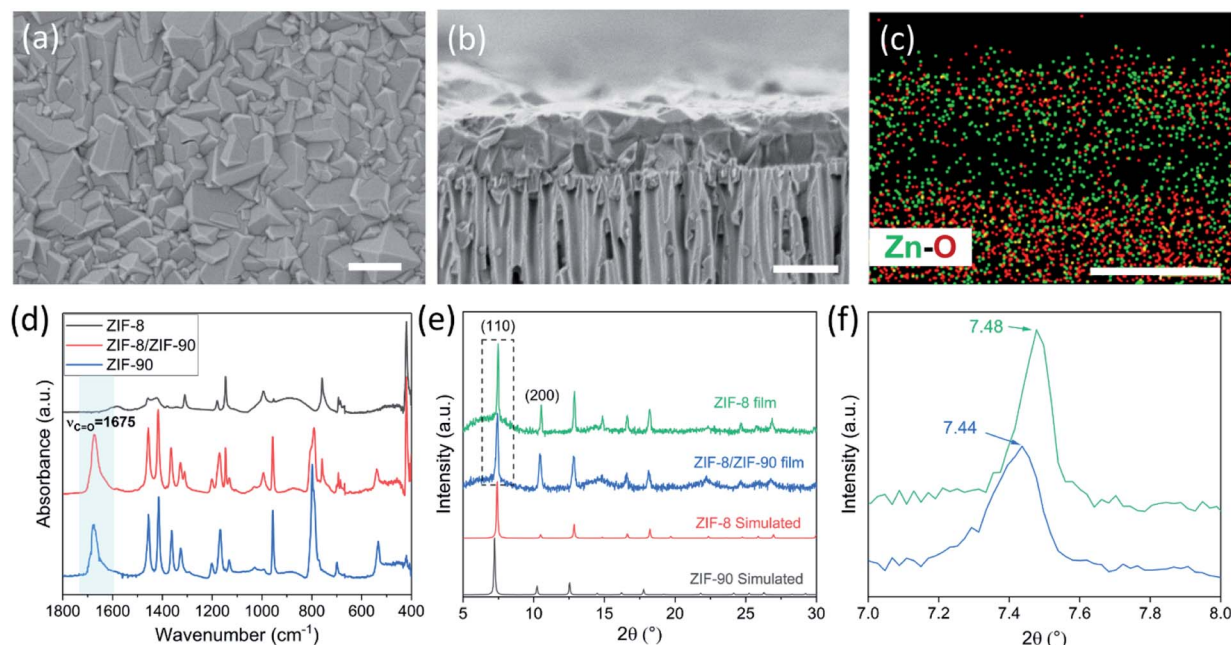 (a)
(b)
(c)
Zn-O
(d)
ZIF-8
ZIF-8/ZIF-90
ZIF-90
νC=O=1675
Absorbance (a.u.)
1800 1600 1400 1200 1000 800 600 400
Wavenumber (cm⁻¹)
(e)
(110)
(200)
ZIF-8 film
ZIF-8/ZIF-90 film
ZIF-8 Simulated
ZIF-90 Simulated
Intensity (a.u.)
5 10 15 20 25 30
2θ (°)
(f)
7.48
7.44
Intensity (a.u.)
7.0 7.2 7.4 7.6 7.8 8.0
2θ (°)